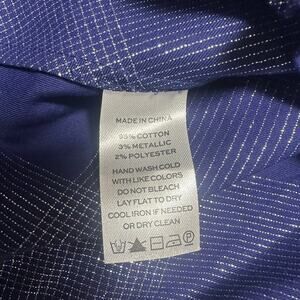 MADE IN CHINA
95% COTTON
3% METALLIC
2% POLYESTER
HAND WASH COLD
WITH LIKE COLORS
DO NOT BLEACH
LAY FLAT TO DRY
COOL IRON IF NEEDED
OR DRY CLEAN